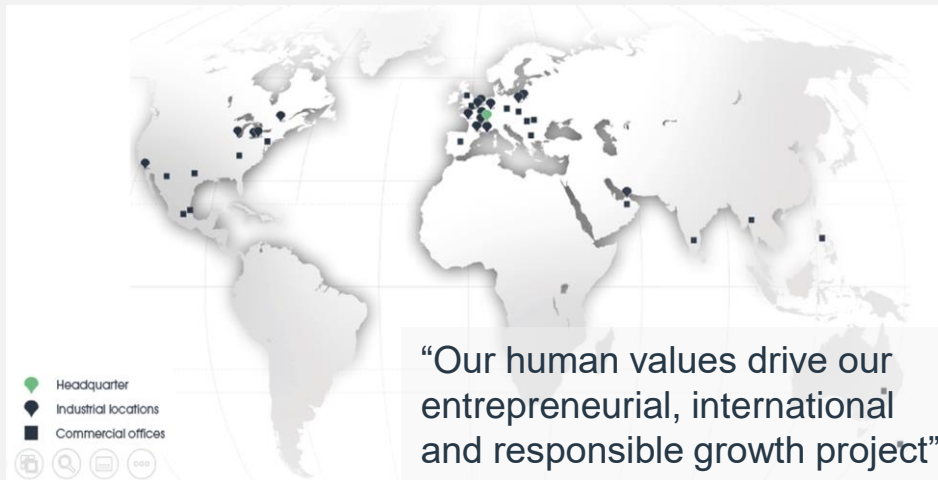 Headquarter
Industrial locations
Commercial offices
“Our human values drive our
entrepreneurial, international
and responsible growth project”